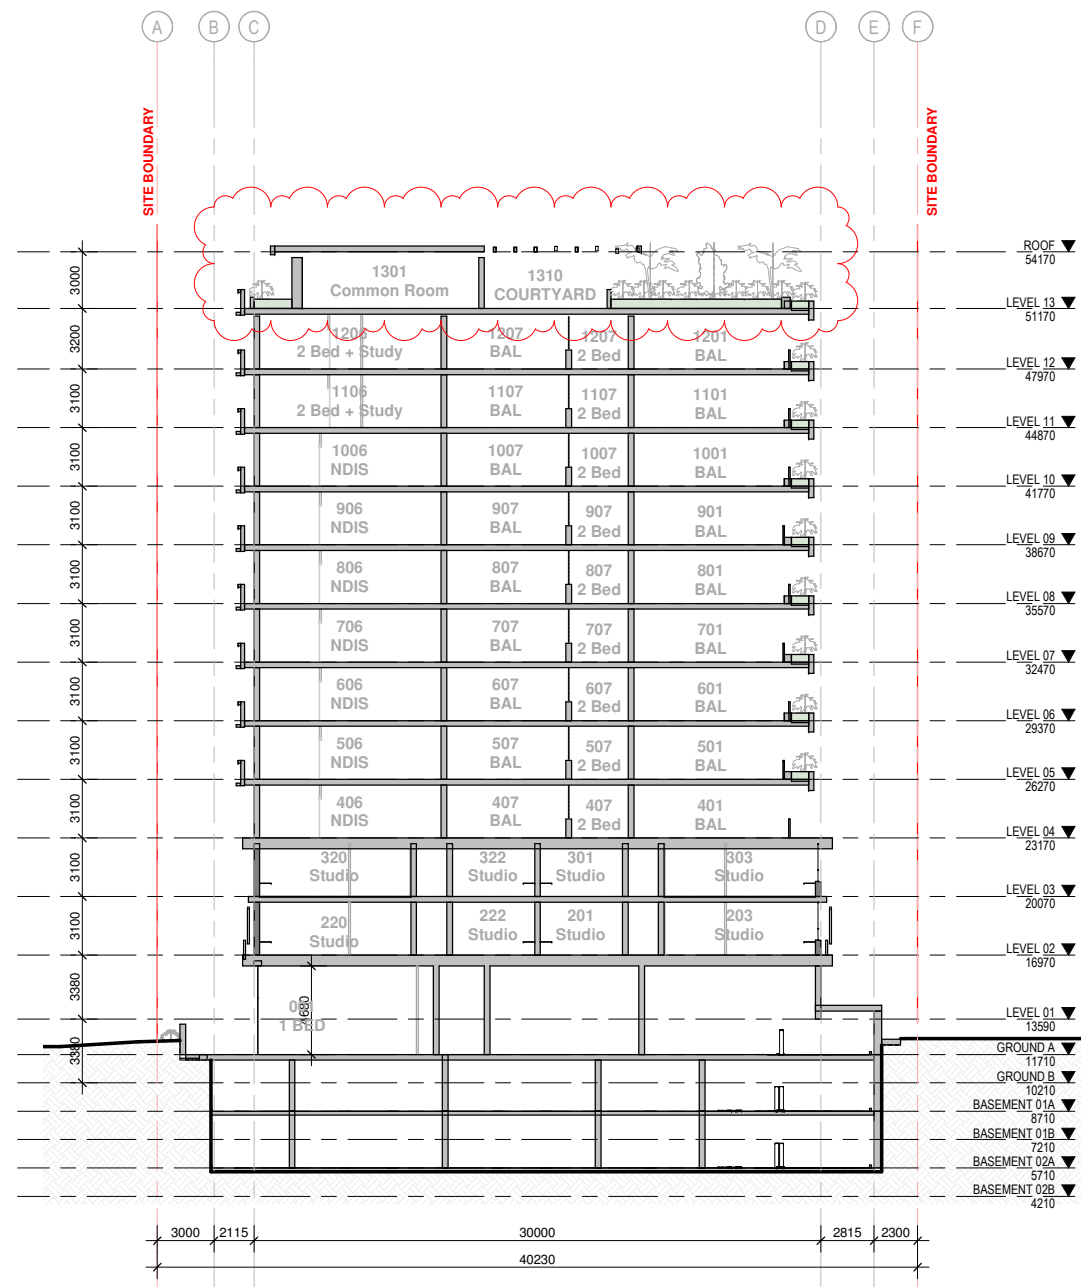 A B C D E F
SITE BOUNDARY
SITE BOUNDARY
ROOF
54170
3000
1301
Common Room
1310
COURTYARD
LEVEL 13
51170
3200
1206
2 Bed + Study
1207
BAL
1207
2 Bed
1201
BAL
LEVEL 12
47970
3100
1106
2 Bed + Study
1107
BAL
1107
2 Bed
1101
BAL
LEVEL 11
44870
3100
1006
NDIS
1007
BAL
1007
2 Bed
1001
BAL
LEVEL 10
41770
3100
906
NDIS
907
BAL
907
2 Bed
901
BAL
LEVEL 09
38670
3100
806
NDIS
807
BAL
807
2 Bed
801
BAL
LEVEL 08
35570
3100
706
NDIS
707
BAL
707
2 Bed
701
BAL
LEVEL 07
32470
3100
606
NDIS
607
BAL
607
2 Bed
601
BAL
LEVEL 06
29370
3100
506
NDIS
507
BAL
507
2 Bed
501
BAL
LEVEL 05
26270
3100
406
NDIS
407
BAL
407
2 Bed
401
BAL
LEVEL 04
23170
3100
320
Studio
322
Studio
301
Studio
303
Studio
LEVEL 03
20070
3100
220
Studio
222
Studio
201
Studio
203
Studio
LEVEL 02
16970
3380
4680
1 BED
LEVEL 01
13590
3380
GROUND A
11710
GROUND B
10210
BASEMENT 01A
8710
BASEMENT 01B
7210
BASEMENT 02A
5710
BASEMENT 02B
4210
3000 2115 30000 2815 2300
40230